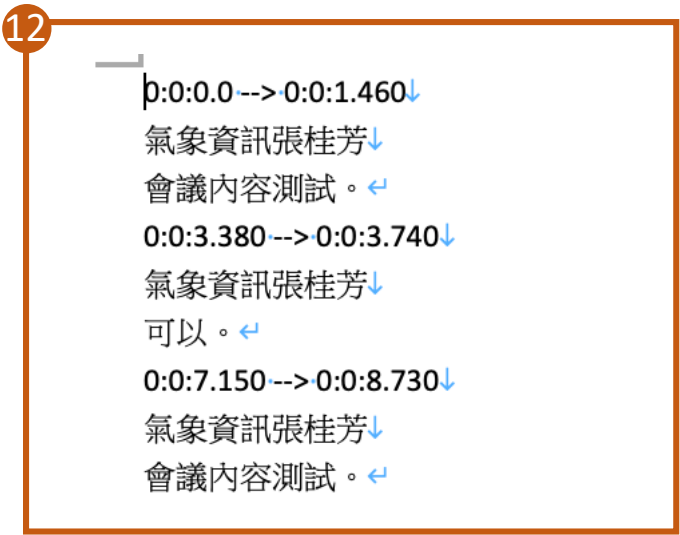 12
0:0:0.0 --> 0:0:1.460↓
氣象資訊張桂芳↓
會議內容測試。↵
0:0:3.380 --> 0:0:3.740↓
氣象資訊張桂芳↓
可以。↵
0:0:7.150 --> 0:0:8.730↓
氣象資訊張桂芳↓
會議內容測試。↵